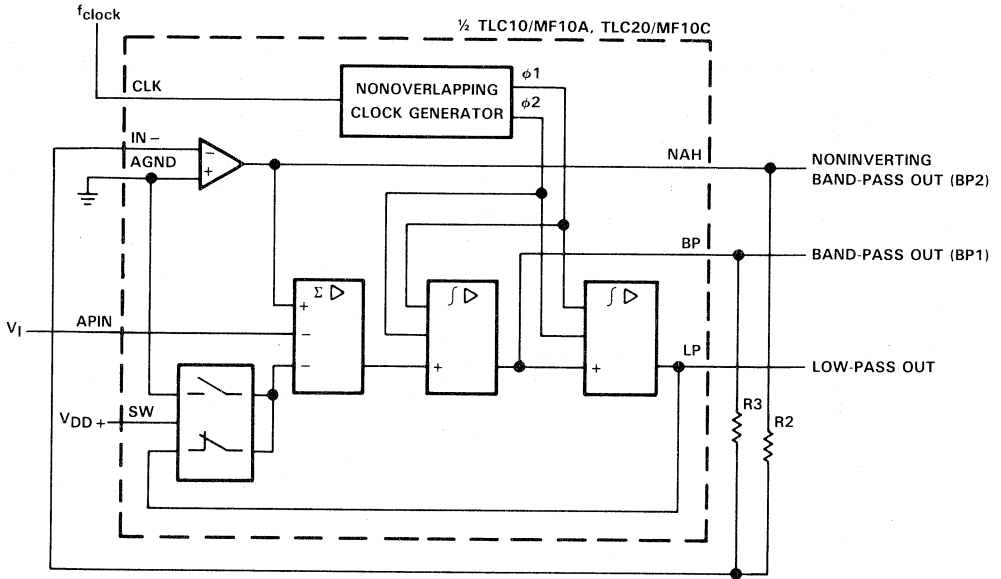 fclock
½ TLC10/MF10A, TLC20/MF10C
CLK
NONOVERLAPPING
CLOCK GENERATOR
ϕ1
ϕ2
IN −
AGND
−
+
NAH
NONINVERTING
BAND-PASS OUT (BP2)
BP
BAND-PASS OUT (BP1)
Σ ▷
∫ ▷
∫ ▷
+
VI
APIN
−
LP
−
+
+
LOW-PASS OUT
VDD+
SW
R3
R2